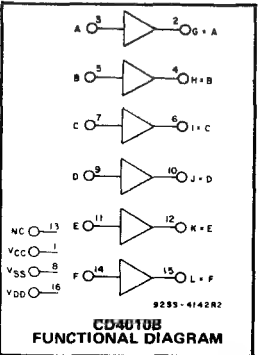 A 3 2 G = A
B 5 4 H = B
C 7 6 I = C
D 9 10 J = D
NC 13 E 11 12 K = E
VCC 1
VSS 8 F 14 15 L = F
VDD 16
92SS-4142R2
CD4010B
FUNCTIONAL DIAGRAM